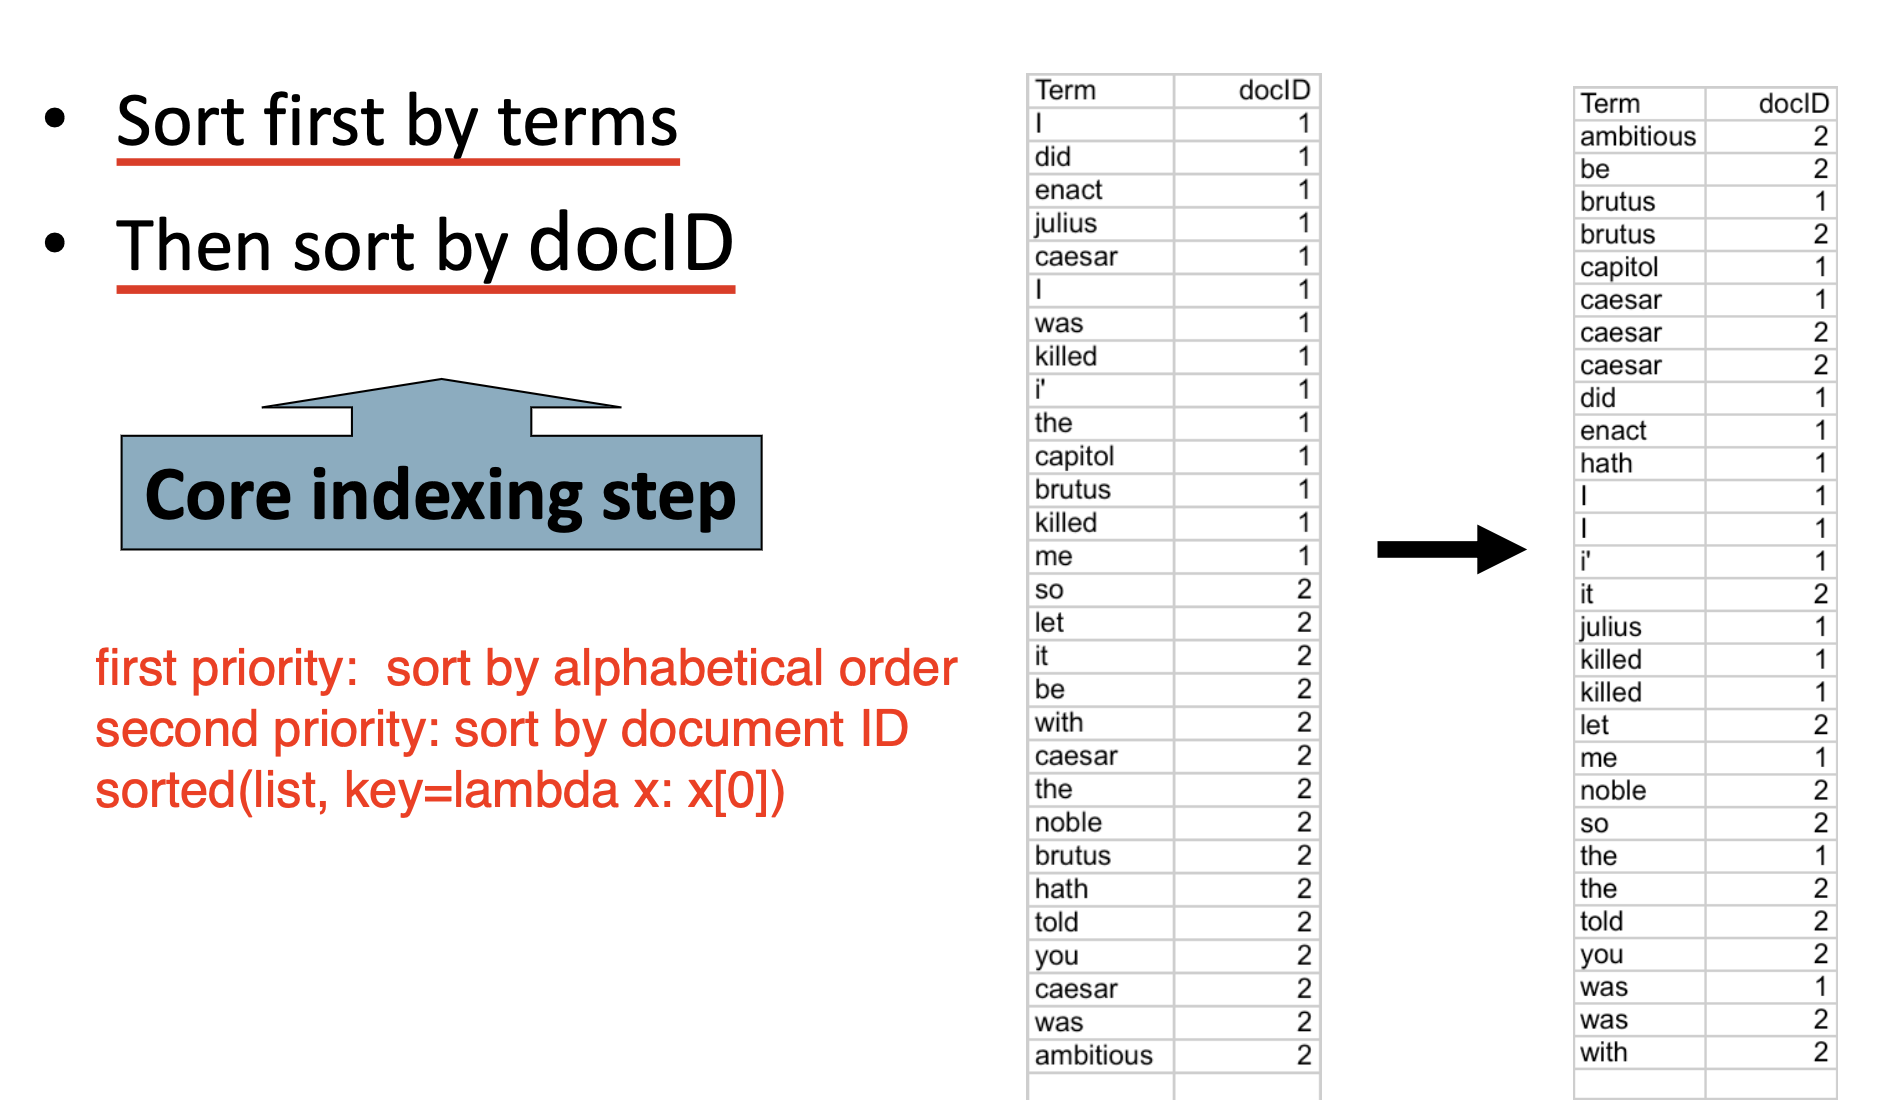 • Sort first by terms
• Then sort by docID
Core indexing step
first priority:  sort by alphabetical order
second priority: sort by document ID
sorted(list, key=lambda x: x[0])
Term docID
I 1
did 1
enact 1
julius 1
caesar 1
I 1
was 1
killed 1
i' 1
the 1
capitol 1
brutus 1
killed 1
me 1
so 2
let 2
it 2
be 2
with 2
caesar 2
the 2
noble 2
brutus 2
hath 2
told 2
you 2
caesar 2
was 2
ambitious 2
Term docID
ambitious 2
be 2
brutus 1
brutus 2
capitol 1
caesar 1
caesar 2
caesar 2
did 1
enact 1
hath 1
I 1
I 1
i' 1
it 2
julius 1
killed 1
killed 1
let 2
me 1
noble 2
so 2
the 1
the 2
told 2
you 2
was 1
was 2
with 2